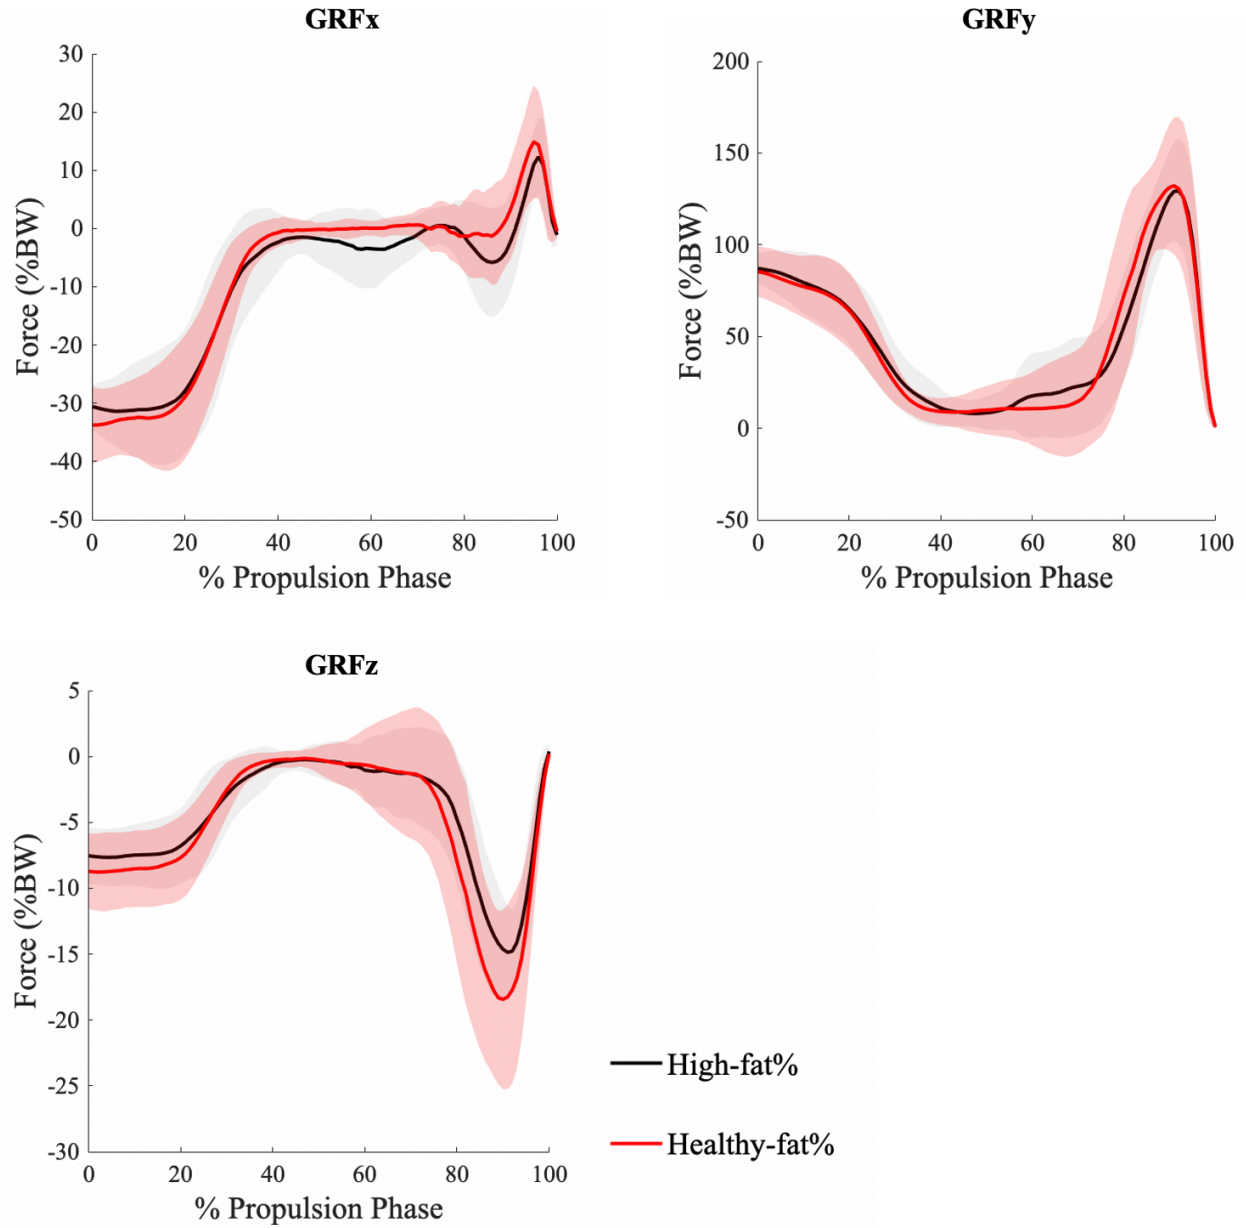 GRFx
30
20
10
0
-10
-20
-30
-40
-50
Force (%BW)
0 20 40 60 80 100
% Propulsion Phase
GRFy
200
150
100
50
0
-50
Force (%BW)
0 20 40 60 80 100
% Propulsion Phase
GRFz
5
0
-5
-10
-15
-20
-25
-30
Force (%BW)
0 20 40 60 80 100
% Propulsion Phase
High-fat%
Healthy-fat%